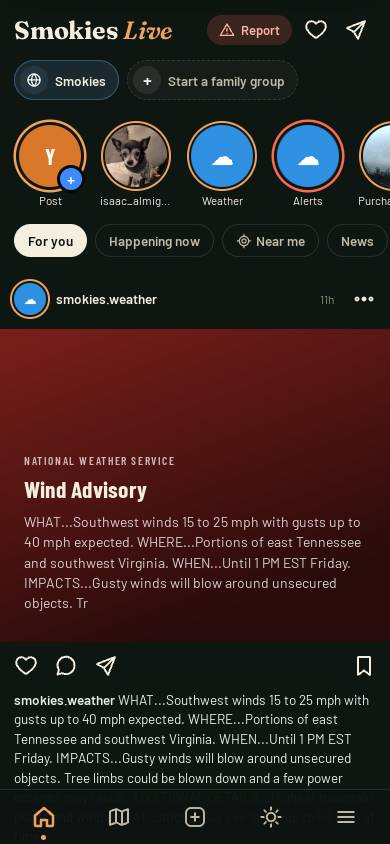 Smokies Live
Report
Smokies
+ Start a family group
Y
+
Post
isaac_almig...
Weather
Alerts
Purcha
For you
Happening now
Near me
News
smokies.weather
11h
NATIONAL WEATHER SERVICE
Wind Advisory
WHAT...Southwest winds 15 to 25 mph with gusts up to
40 mph expected. WHERE...Portions of east Tennessee
and southwest Virginia. WHEN...Until 1 PM EST Friday.
IMPACTS...Gusty winds will blow around unsecured
objects. Tr
smokies.weather WHAT...Southwest winds 15 to 25 mph with
gusts up to 40 mph expected. WHERE...Portions of east
Tennessee and southwest Virginia. WHEN...Until 1 PM EST
Friday. IMPACTS...Gusty winds will blow around unsecured
objects. Tree limbs could be blown down and a few power